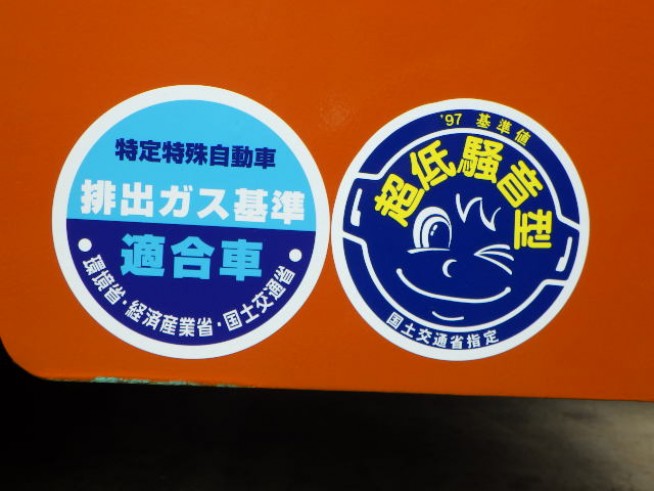 特定特殊自動車
排出ガス基準
適合車
●環境省・経済産業省・国土交通省●
'97 基準値
超低騒音型
国土交通省指定